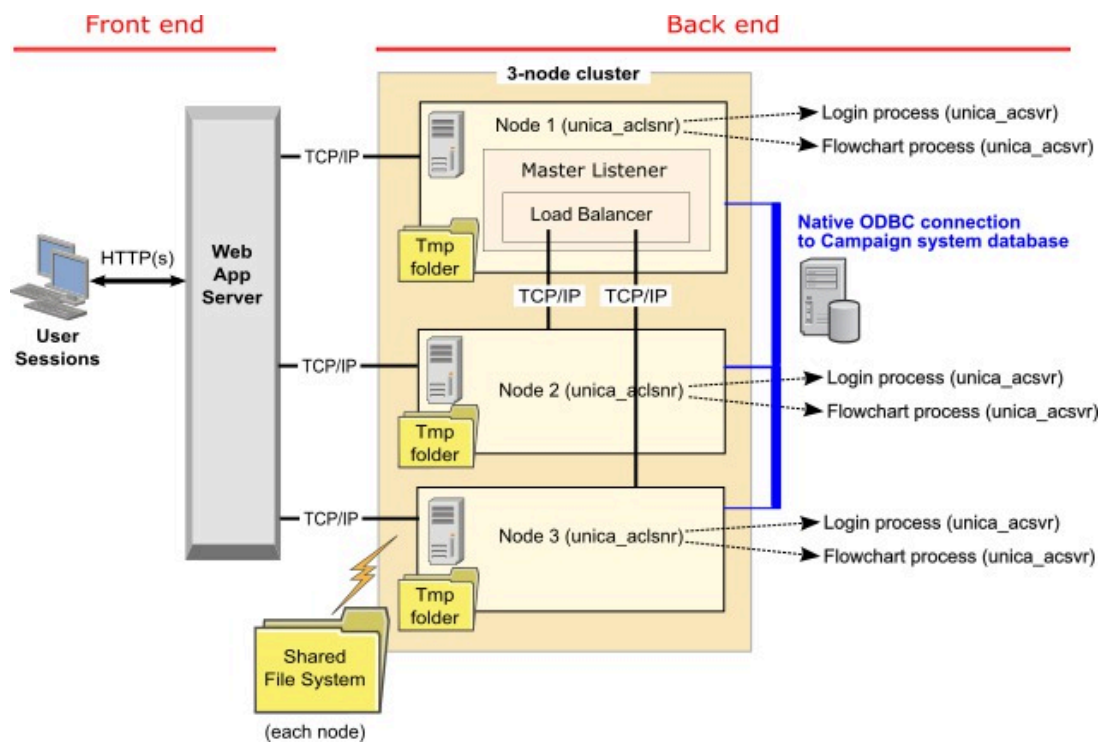 Front end
Back end
3-node cluster
Node 1 (unica_aclsnr)
Login process (unica_acsvr)
Flowchart process (unica_acsvr)
TCP/IP
Master Listener
Load Balancer
Tmp
folder
Native ODBC connection
to Campaign system database
HTTP(s)
Web
App
Server
User
Sessions
TCP/IP
TCP/IP
TCP/IP
Node 2 (unica_aclsnr)
Login process (unica_acsvr)
Flowchart process (unica_acsvr)
Tmp
folder
TCP/IP
Node 3 (unica_aclsnr)
Login process (unica_acsvr)
Flowchart process (unica_acsvr)
Tmp
folder
Shared
File System
(each node)